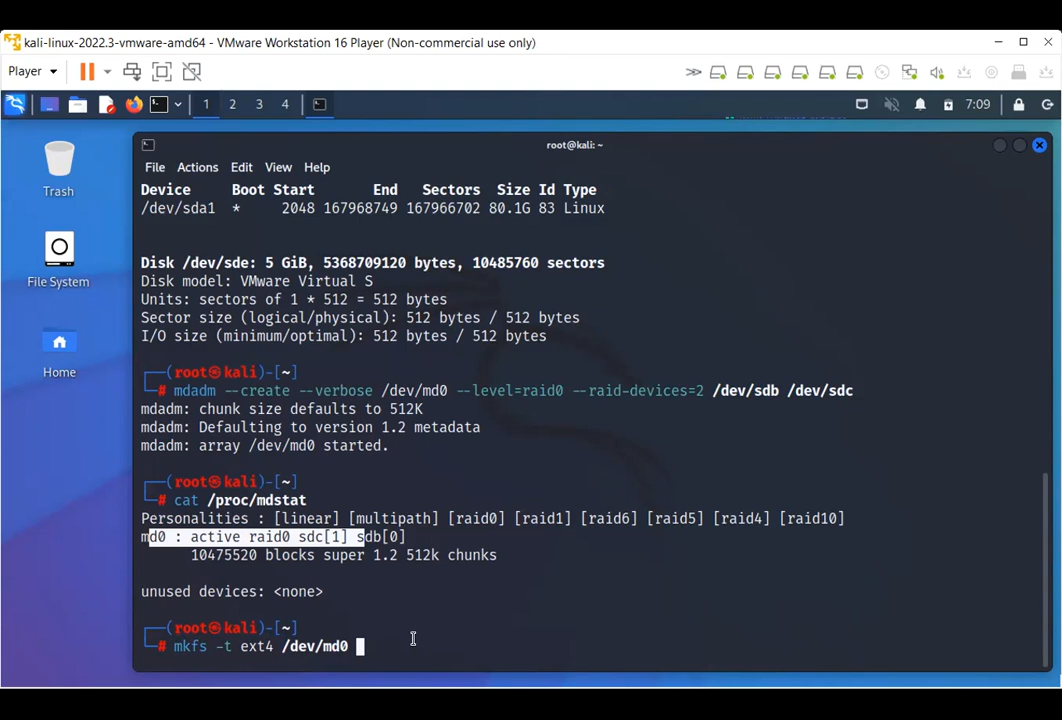 kali-linux-2022.3-vmware-amd64 - VMware Workstation 16 Player (Non-commercial use only)
Player
1 2 3 4 7:09
Trash
File System
Home
root@kali: ~
File Actions Edit View Help
Device Boot Start End Sectors Size Id Type
/dev/sda1 * 2048 167968749 167966702 80.1G 83 Linux
Disk /dev/sde: 5 GiB, 5368709120 bytes, 10485760 sectors
Disk model: VMware Virtual S
Units: sectors of 1 * 512 = 512 bytes
Sector size (logical/physical): 512 bytes / 512 bytes
I/O size (minimum/optimal): 512 bytes / 512 bytes
┌──(root㉿kali)-[~]
└─# mdadm --create --verbose /dev/md0 --level=raid0 --raid-devices=2 /dev/sdb /dev/sdc
mdadm: chunk size defaults to 512K
mdadm: Defaulting to version 1.2 metadata
mdadm: array /dev/md0 started.
┌──(root㉿kali)-[~]
└─# cat /proc/mdstat
Personalities : [linear] [multipath] [raid0] [raid1] [raid6] [raid5] [raid4] [raid10]
md0 : active raid0 sdc[1] sdb[0]
10475520 blocks super 1.2 512k chunks
unused devices: <none>
┌──(root㉿kali)-[~]
└─# mkfs -t ext4 /dev/md0